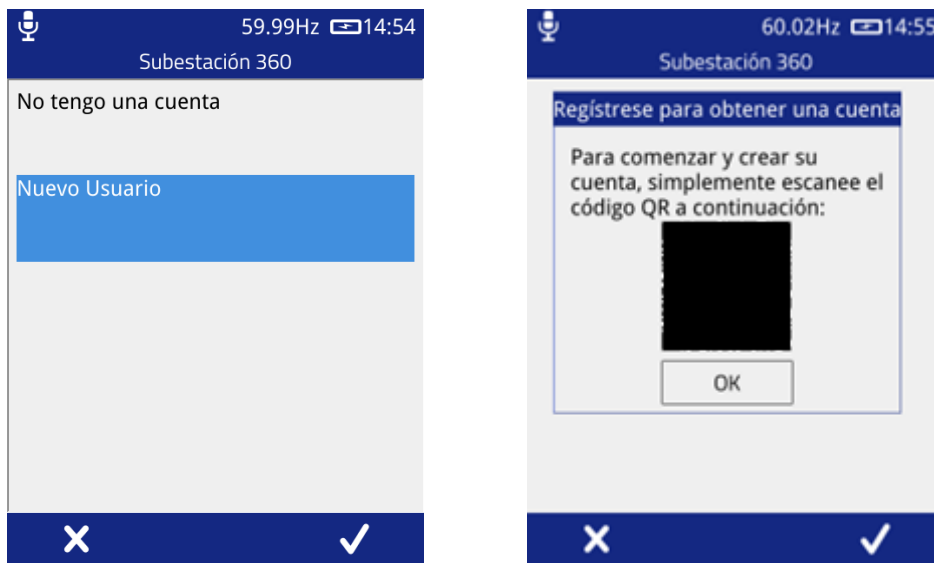 59.99Hz 14:54
Subestación 360
No tengo una cuenta
Nuevo Usuario
60.02Hz 14:55
Subestación 360
Regístrese para obtener una cuenta
Para comenzar y crear su
cuenta, simplemente escanee el
código QR a continuación:
OK